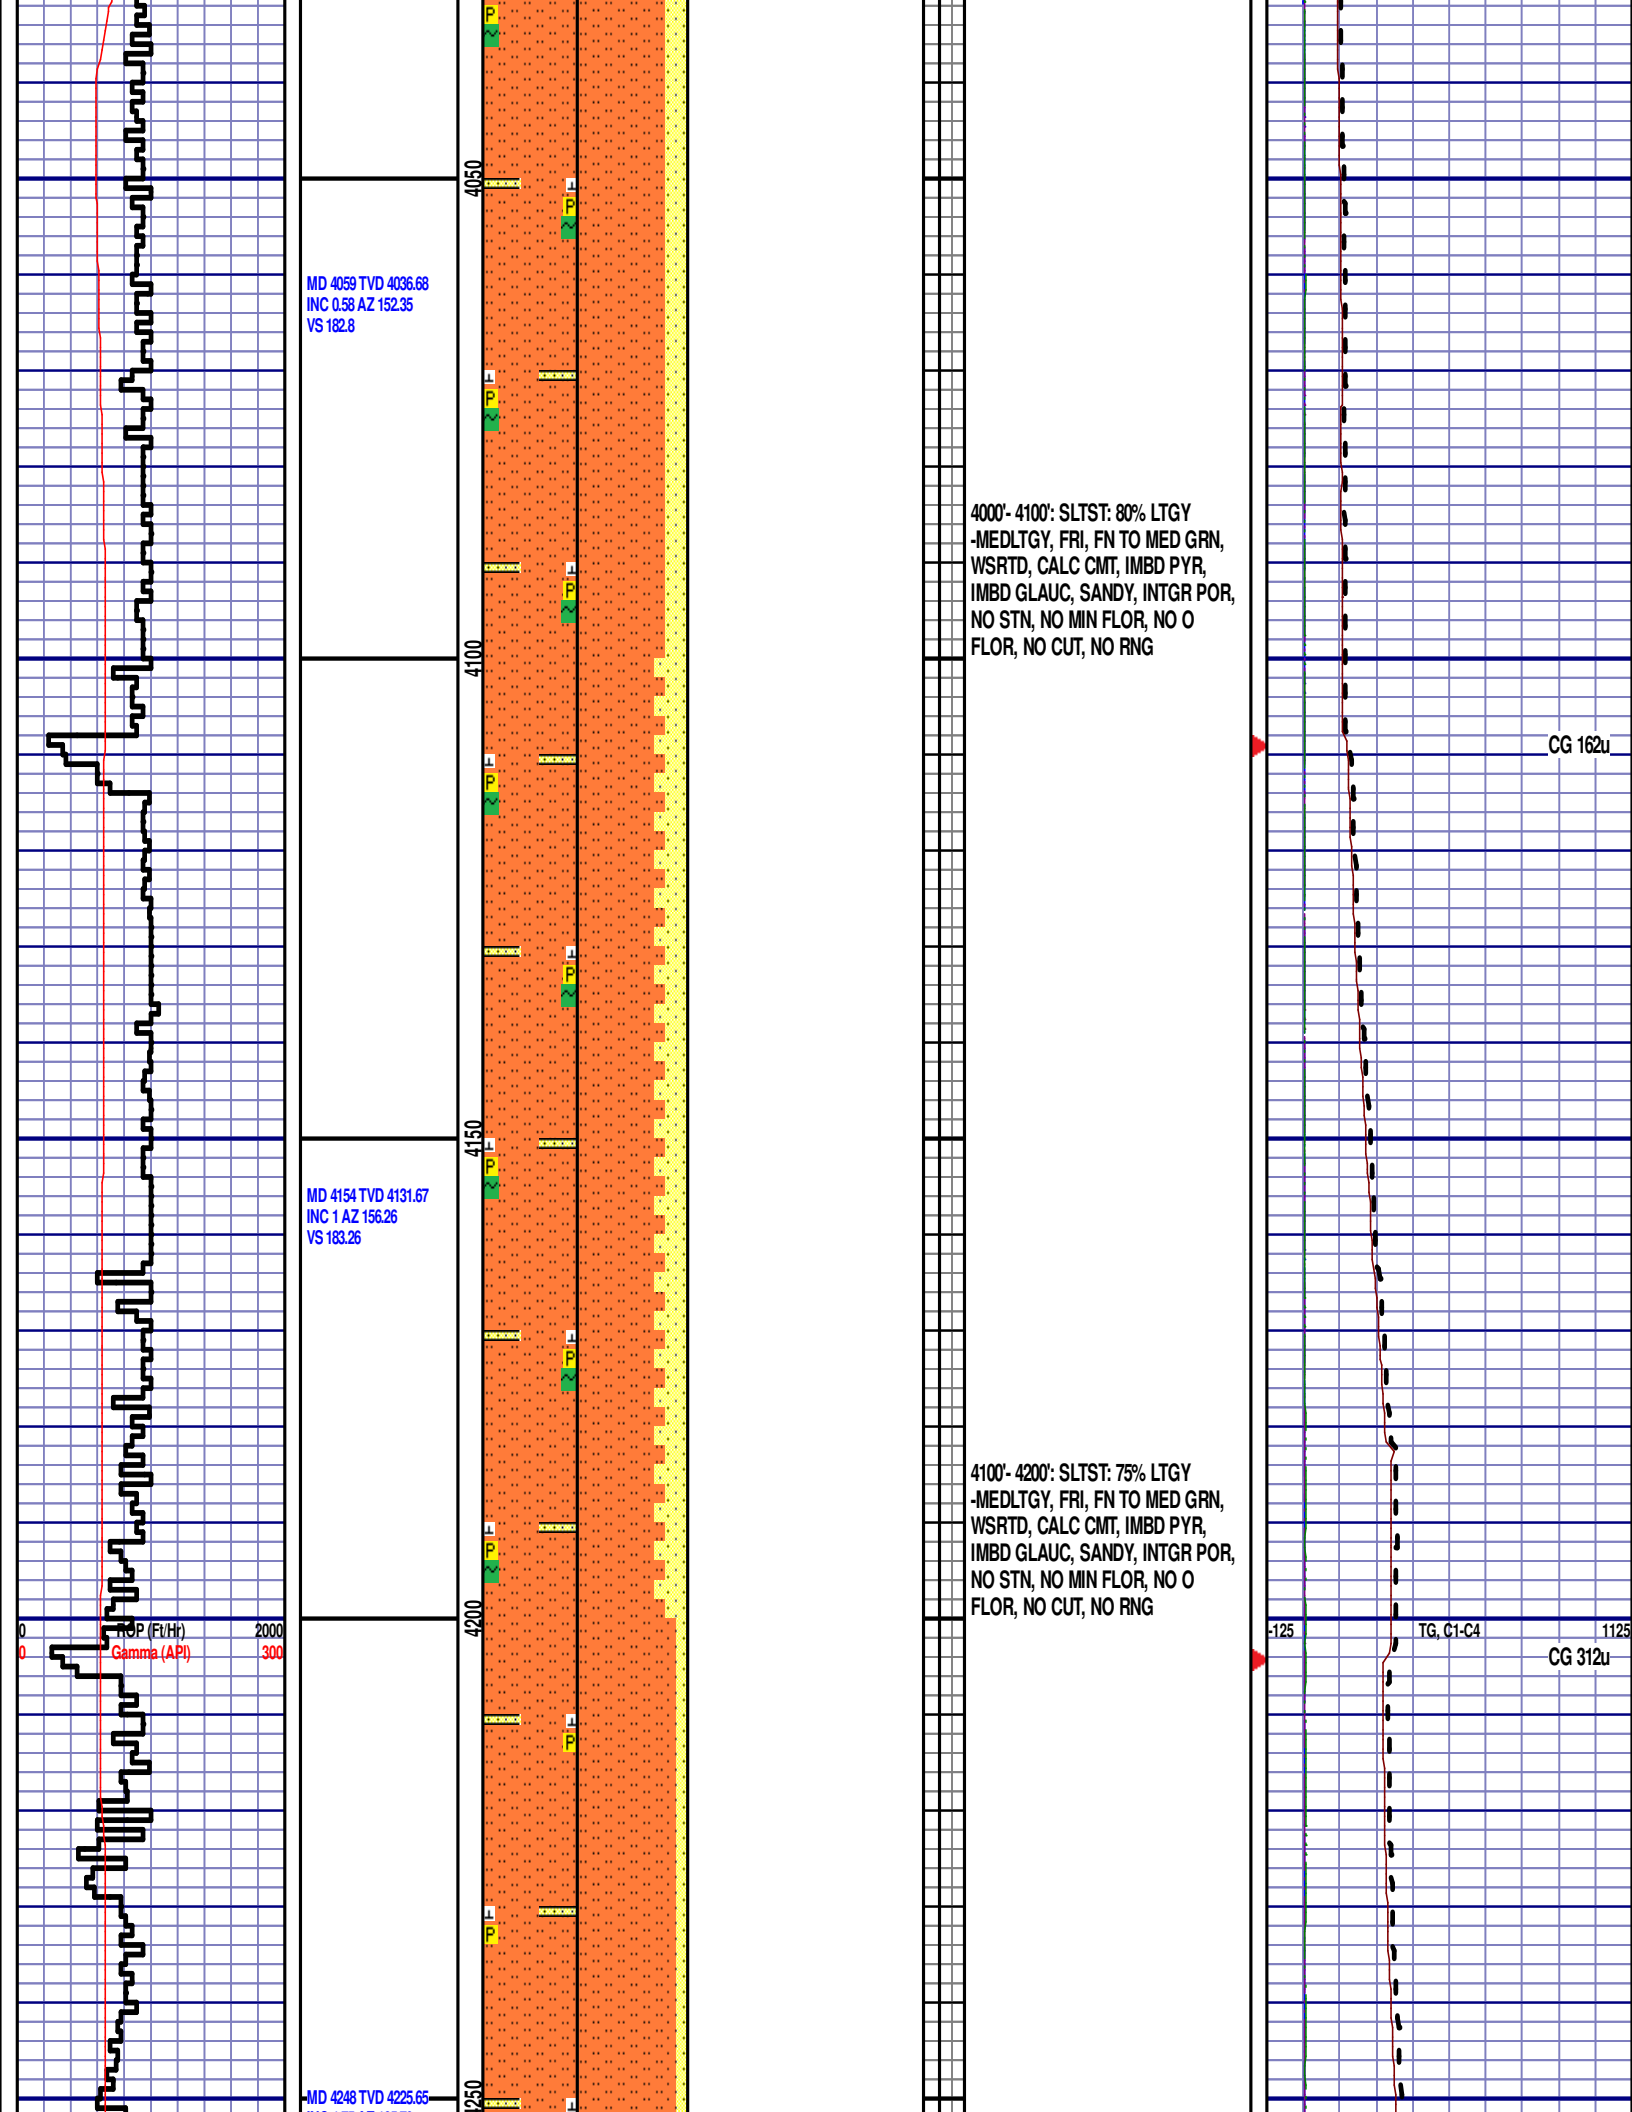 P
4050
P
MD 4059 TVD 4036.68
INC 0.58 AZ 152.35
VS 182.8
P
4000'- 4100': SLTST: 80% LTGY
-MEDLTGY, FRI, FN TO MED GRN,
WSRTD, CALC CMT, IMBD PYR,
IMBD GLAUC, SANDY, INTGR POR,
NO STN, NO MIN FLOR, NO O
FLOR, NO CUT, NO RNG
P
4100
CG 162u
P
P
4150
P
MD 4154 TVD 4131.67
INC 1 AZ 156.26
VS 183.26
P
4100'- 4200': SLTST: 75% LTGY
-MEDLTGY, FRI, FN TO MED GRN,
WSRTD, CALC CMT, IMBD PYR,
IMBD GLAUC, SANDY, INTGR POR,
NO STN, NO MIN FLOR, NO O
FLOR, NO CUT, NO RNG
P
4200
0 ROP (Ft/Hr) 2000
0 Gamma (API) 300
-125 TG, C1-C4 1125
CG 312u
P
P
MD 4248 TVD 4225.65
4250